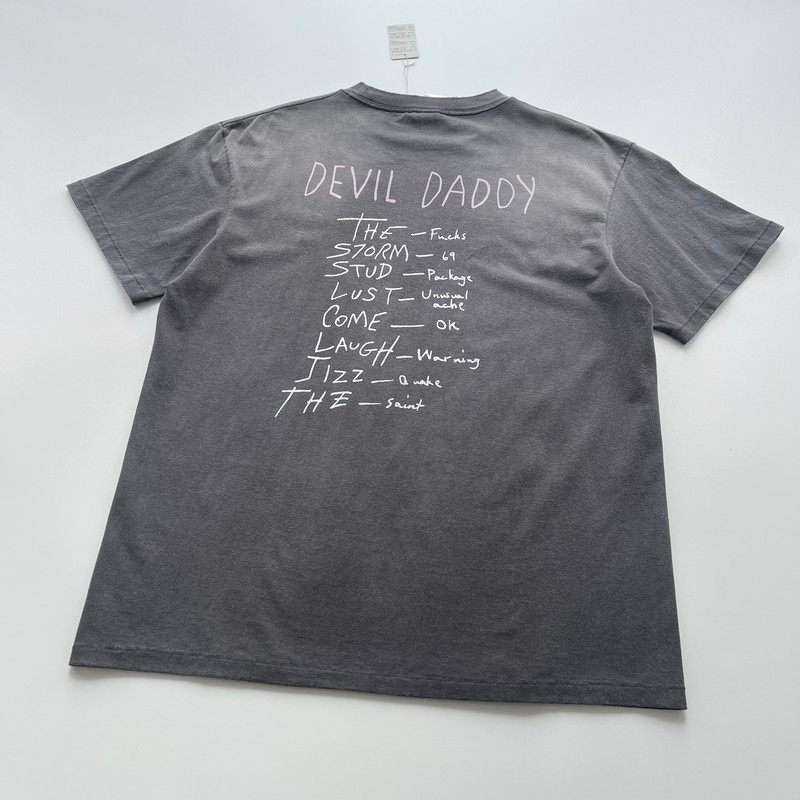 DEVIL DADDY
THE — Fucks
STORM — 69
STUD — Package
LUST — Unusual
ache
COME — OK
LAUGH — Warning
JIZZ — Quake
THE — Saint